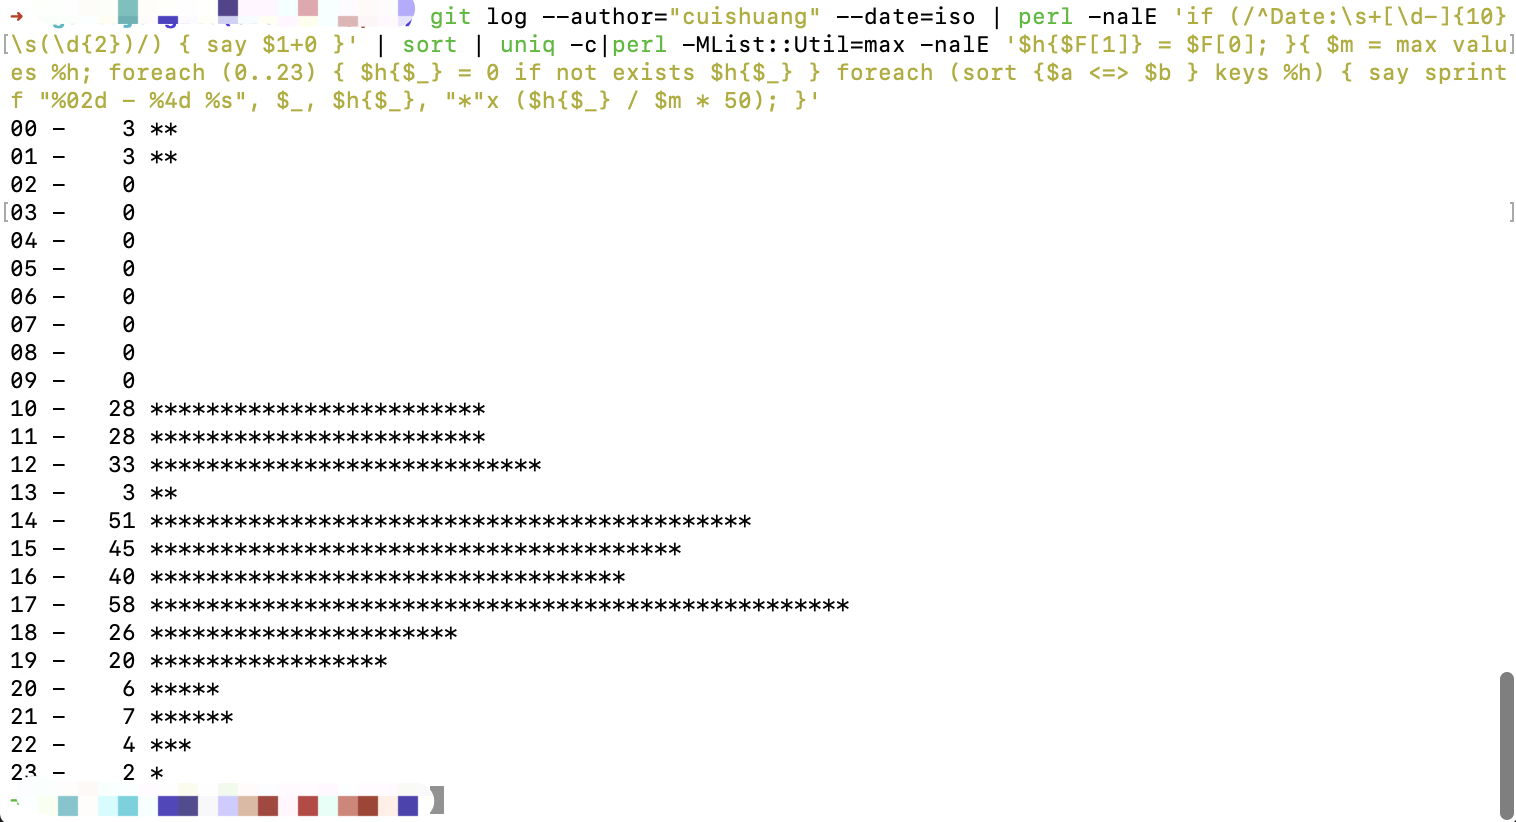 ➜ git log --author="cuishuang" --date=iso | perl -nalE 'if (/^Date:\s+[\d-]{10}
\s(\d{2})/) { say $1+0 }' | sort | uniq -c|perl -MList::Util=max -nalE '$h{$F[1]} = $F[0]; }{ $m = max valu
es %h; foreach (0..23) { $h{$_} = 0 if not exists $h{$_} } foreach (sort {$a <=> $b } keys %h) { say sprint
f "%02d - %4d %s", $_, $h{$_}, "*"x ($h{$_} / $m * 50); }'
00 -    3 **
01 -    3 **
02 -    0
03 -    0
04 -    0
05 -    0
06 -    0
07 -    0
08 -    0
09 -    0
10 -   28 ************************
11 -   28 ************************
12 -   33 ****************************
13 -    3 **
14 -   51 *******************************************
15 -   45 **************************************
16 -   40 **********************************
17 -   58 **************************************************
18 -   26 **********************
19 -   20 *****************
20 -    6 *****
21 -    7 ******
22 -    4 ***
23 -    2 *